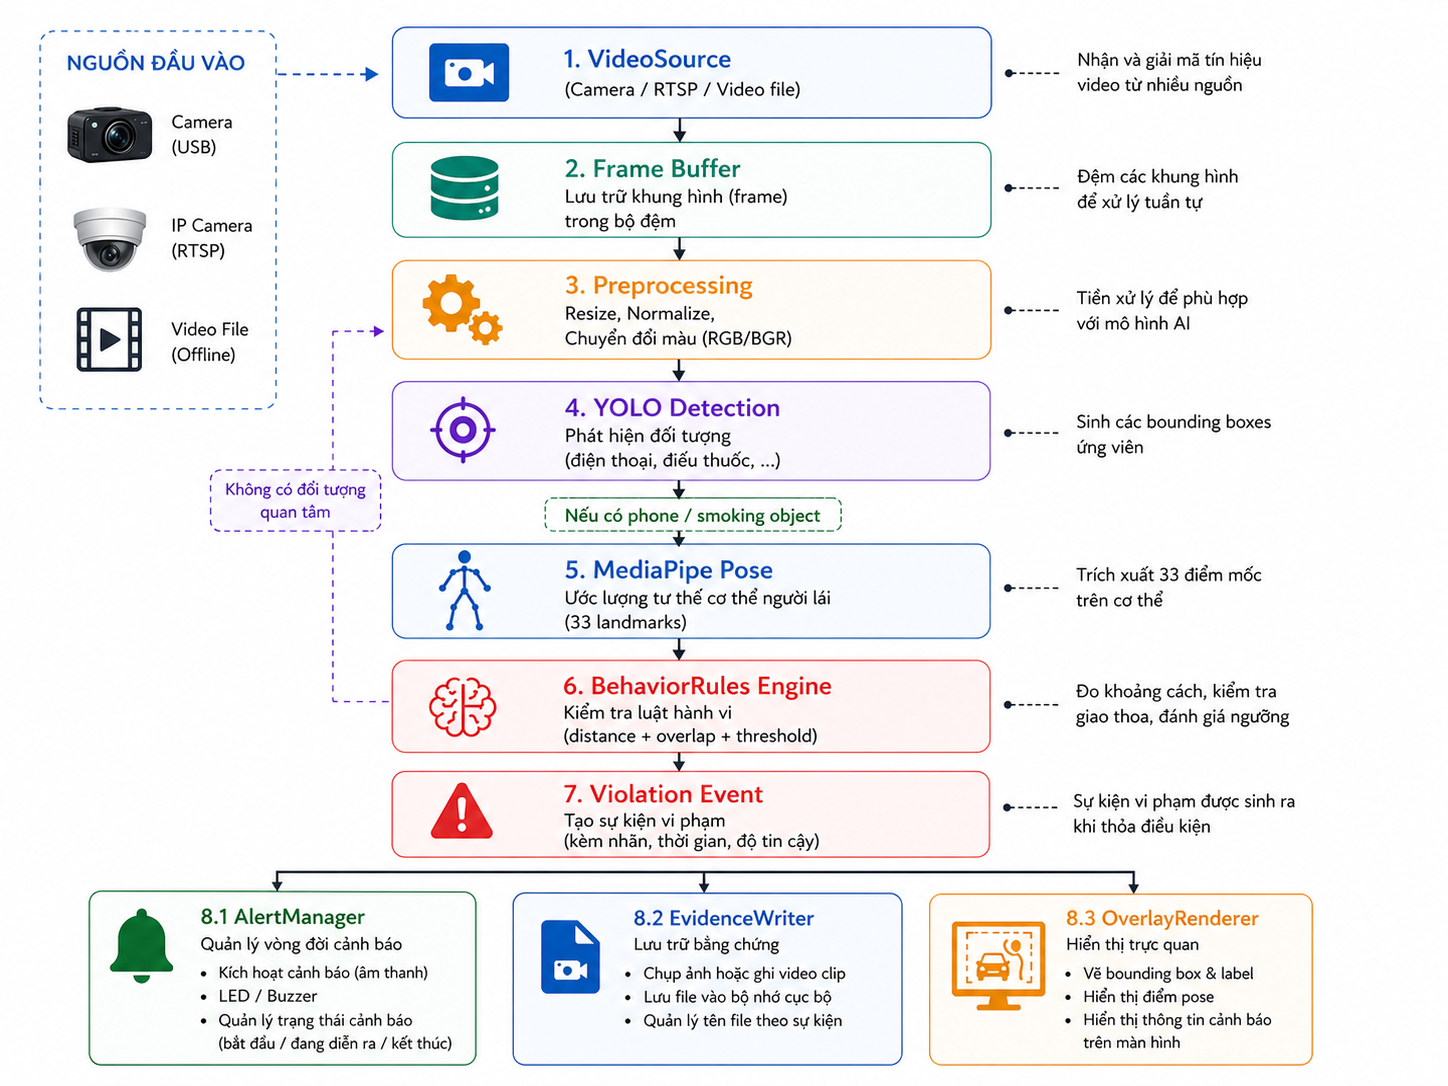 NGUỒN ĐẦU VÀO
Camera
(USB)
IP Camera
(RTSP)
Video File
(Offline)
1. VideoSource
(Camera / RTSP / Video file)
Nhận và giải mã tín hiệu
video từ nhiều nguồn
2. Frame Buffer
Lưu trữ khung hình (frame)
trong bộ đệm
Đệm các khung hình
để xử lý tuần tự
3. Preprocessing
Resize, Normalize,
Chuyển đổi màu (RGB/BGR)
Tiền xử lý để phù hợp
với mô hình AI
4. YOLO Detection
Phát hiện đối tượng
(điện thoại, điếu thuốc, ...)
Sinh các bounding boxes
ứng viên
Không có đối tượng
quan tâm
Nếu có phone / smoking object
5. MediaPipe Pose
Ước lượng tư thế cơ thể người lái
(33 landmarks)
Trích xuất 33 điểm mốc
trên cơ thể
6. BehaviorRules Engine
Kiểm tra luật hành vi
(distance + overlap + threshold)
Đo khoảng cách, kiểm tra
giao thoa, đánh giá ngưỡng
7. Violation Event
Tạo sự kiện vi phạm
(kèm nhãn, thời gian, độ tin cậy)
Sự kiện vi phạm được sinh ra
khi thỏa điều kiện
8.1 AlertManager
Quản lý vòng đời cảnh báo
• Kích hoạt cảnh báo (âm thanh)
• LED / Buzzer
• Quản lý trạng thái cảnh báo
(bắt đầu / đang diễn ra / kết thúc)
8.2 EvidenceWriter
Lưu trữ bằng chứng
• Chụp ảnh hoặc ghi video clip
• Lưu file vào bộ nhớ cục bộ
• Quản lý tên file theo sự kiện
8.3 OverlayRenderer
Hiển thị trực quan
• Vẽ bounding box & label
• Hiển thị điểm pose
• Hiển thị thông tin cảnh báo
trên màn hình